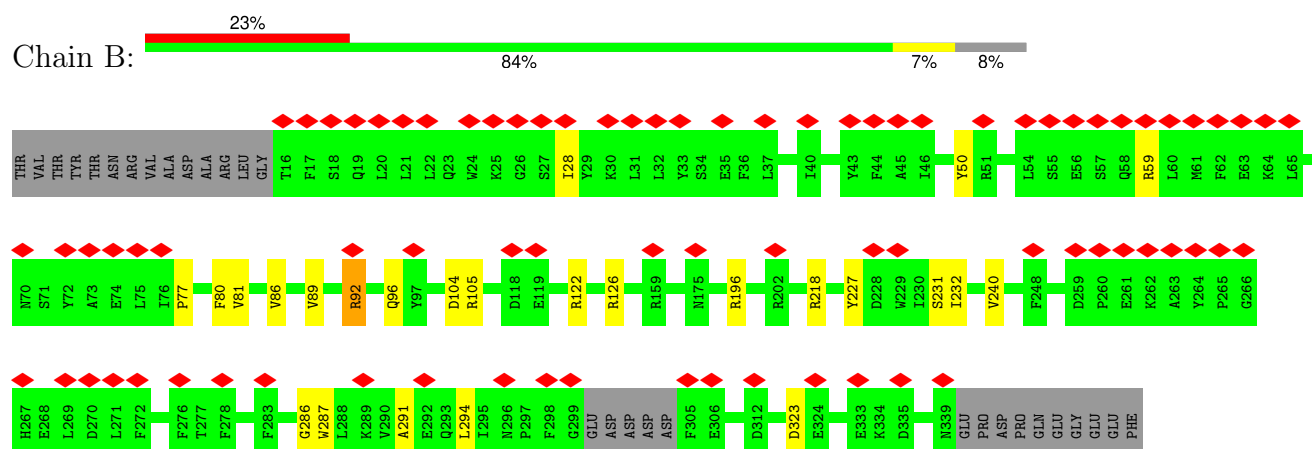 23%
Chain B:
84% 7% 8%
THR VAL THR TYR THR ASN ARG VAL ALA ASP ALA ARG LEU GLY T16 F17 S18 Q19 L20 L21 L22 Q23 W24 K25 G26 S27 I28 Y29 K30 L31 L32 Y33 S34 E35 F36 L37 I40 Y43 F44 A45 I46 Y50 R51 L54 S55 E56 S57 Q58 R59 L60 M61 F62 E63 K64 L65
N70 S71 Y72 A73 E74 L75 I76 P77 F80 V81 V86 V89 R92 Q96 Y97 D104 R105 D118 E119 R122 R126 R159 N175 R196 R202 R218 Y227 D228 W229 I230 S231 I232 V240 F248 D259 P260 E261 K262 A263 Y264 P265 G266
H267 E268 L269 D270 L271 F272 F276 T277 F278 F283 G286 W287 L288 K289 V290 A291 E292 Q293 L294 I295 N296 P297 F298 G299 GLU ASP ASP ASP ASP F305 E306 D312 D323 E324 E333 K334 D335 N339 GLU PRO ASP PRO GLN GLU GLY GLU GLU PHE